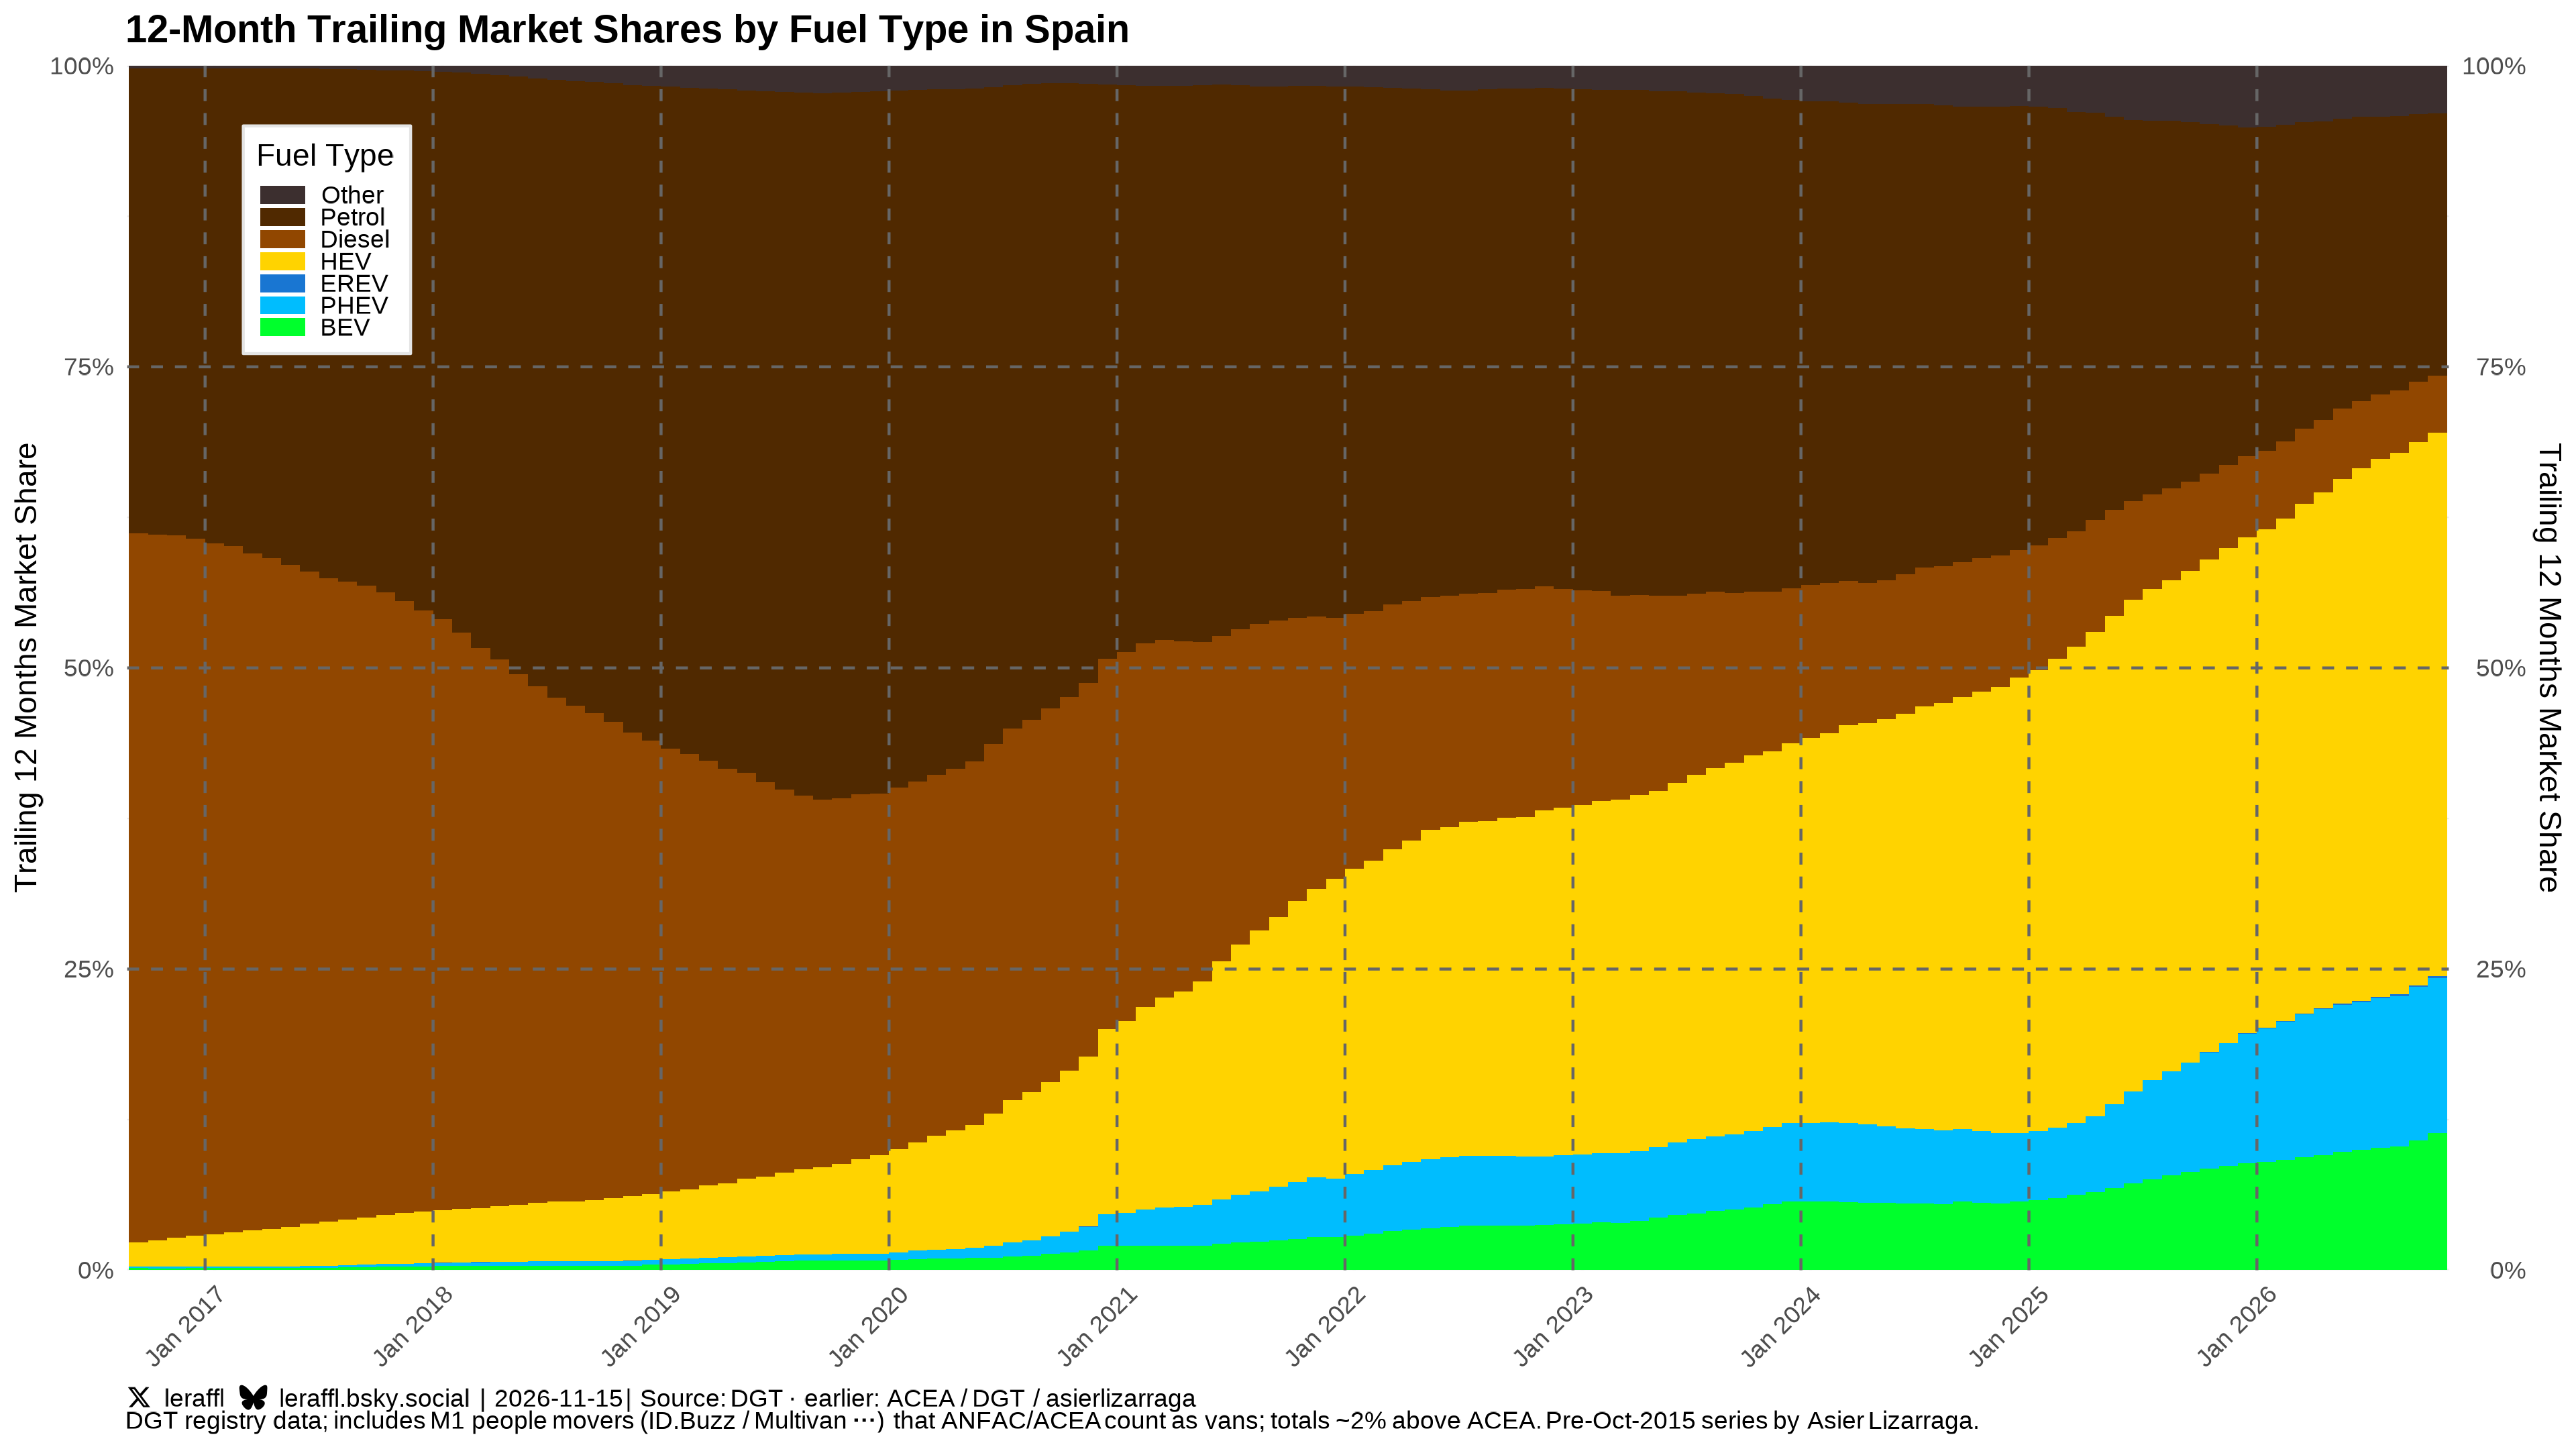 12-Month Trailing Market Shares by Fuel Type in Spain
100%
100%
Fuel Type
Other
Petrol
Diesel
HEV
EREV
PHEV
BEV
75%
75%
Trailing 12 Months Market Share
Trailing 12 Months Market Share
50%
50%
25%
25%
0%
0%
Jan 2017
Jan 2018
Jan 2019
Jan 2020
Jan 2021
Jan 2022
Jan 2023
Jan 2024
Jan 2025
Jan 2026
leraffl leraffl.bsky.social | 2026-11-15| Source: DGT · earlier: ACEA / DGT / asierlizarraga
DGT registry data; includes M1 people movers (ID.Buzz / Multivan ···) that ANFAC/ACEA count as vans; totals ~2% above ACEA. Pre-Oct-2015 series by Asier Lizarraga.